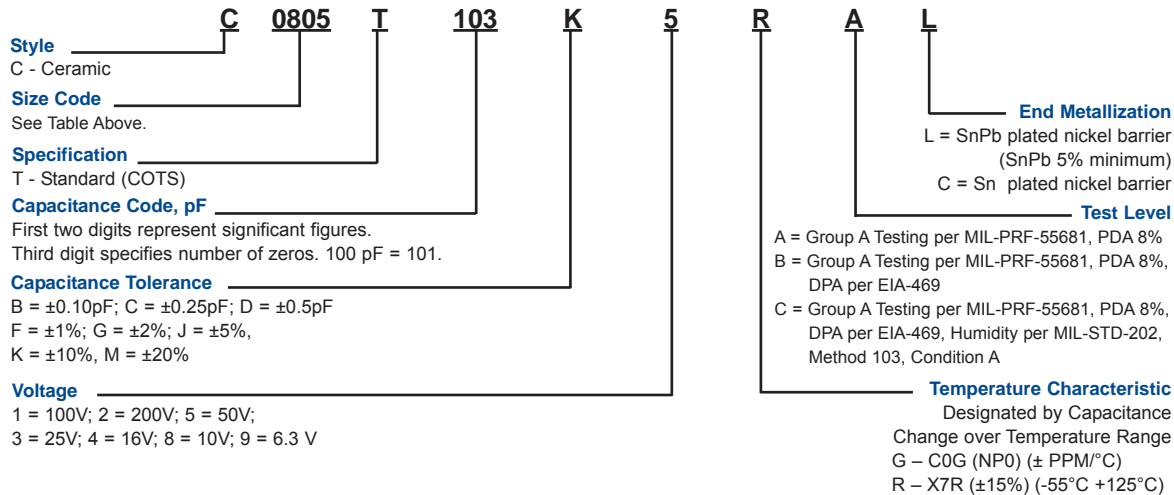 C 0805 T 103 K 5 R A L
Style
C - Ceramic
Size Code
See Table Above.
Specification
T - Standard (COTS)
Capacitance Code, pF
First two digits represent significant figures.
Third digit specifies number of zeros. 100 pF = 101.
Capacitance Tolerance
B = ±0.10pF; C = ±0.25pF; D = ±0.5pF
F = ±1%; G = ±2%; J = ±5%,
K = ±10%, M = ±20%
Voltage
1 = 100V; 2 = 200V; 5 = 50V;
3 = 25V; 4 = 16V; 8 = 10V; 9 = 6.3 V
End Metallization
L = SnPb plated nickel barrier
(SnPb 5% minimum)
C = Sn plated nickel barrier
Test Level
A = Group A Testing per MIL-PRF-55681, PDA 8%
B = Group A Testing per MIL-PRF-55681, PDA 8%,
DPA per EIA-469
C = Group A Testing per MIL-PRF-55681, PDA 8%,
DPA per EIA-469, Humidity per MIL-STD-202,
Method 103, Condition A
Temperature Characteristic
Designated by Capacitance
Change over Temperature Range
G – C0G (NP0) (± PPM/°C)
R – X7R (±15%) (-55°C +125°C)